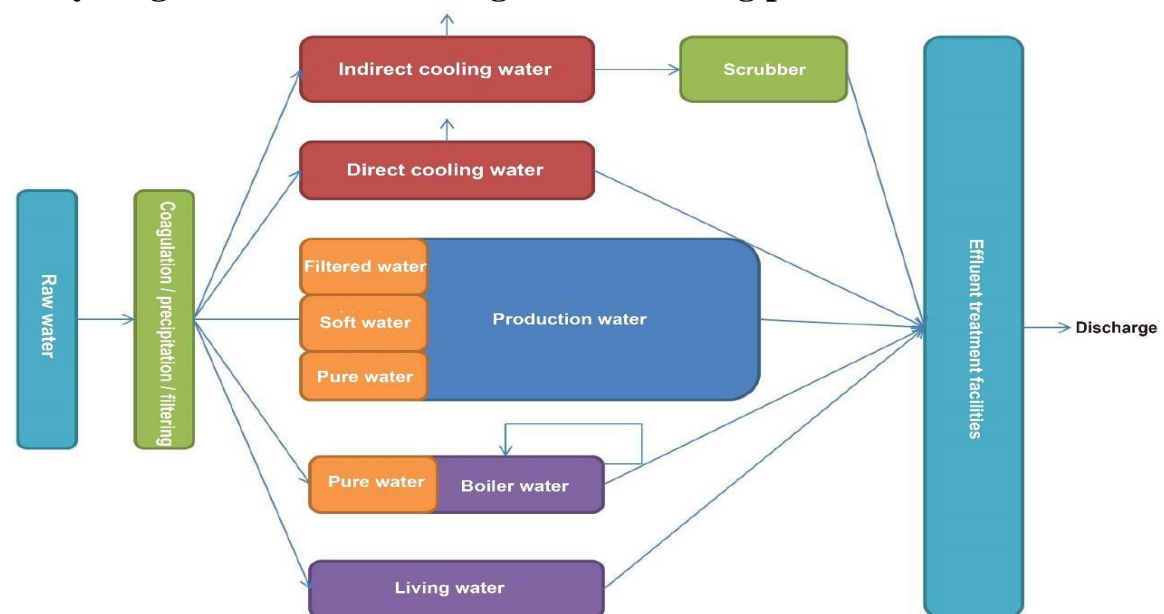 Indirect cooling water
Scrubber
Direct cooling water
Raw water
Coagulation / precipitation / filtering
Filtered water
Soft water
Pure water
Production water
Effluent treatment facilities
Discharge
Pure water
Boiler water
Living water